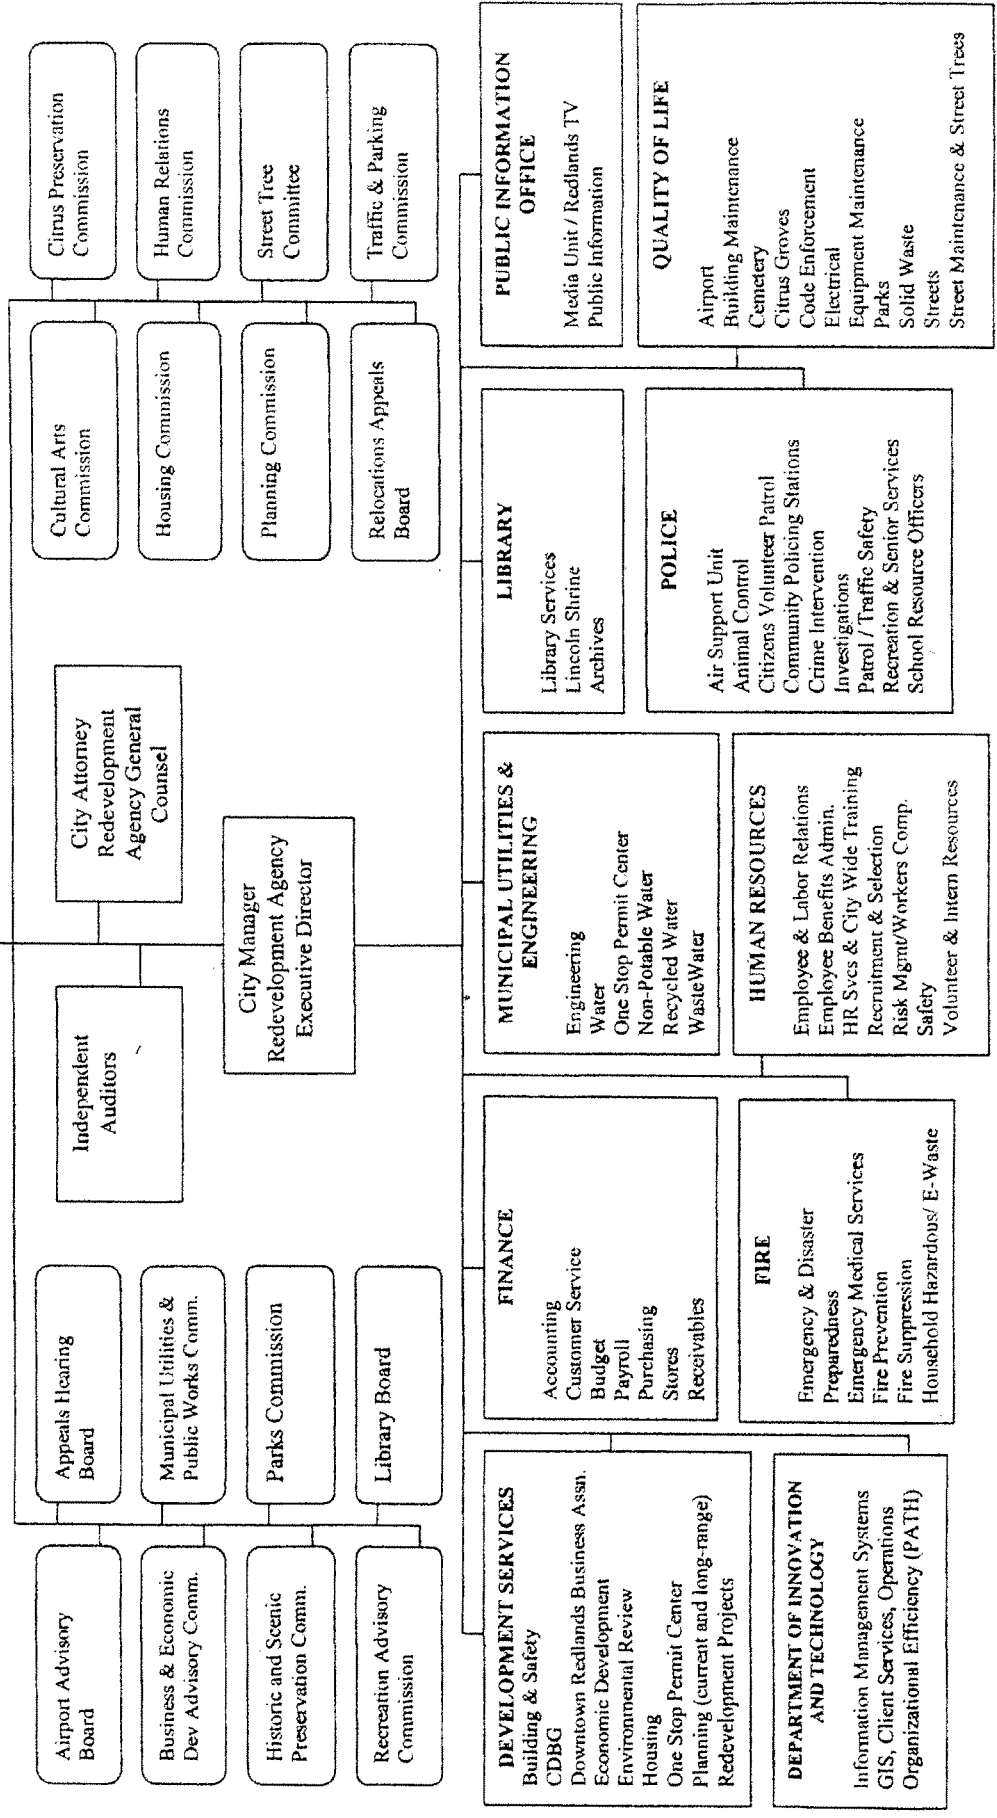 Airport Advisory
Board
Appeals Hearing
Board
Business & Economic
Dev Advisory Comm.
Municipal Utilities &
Public Works Comm.
Historic and Scenic
Preservation Comm.
Parks Commission
Recreation Advisory
Commission
Library Board
Independent
Auditors
City Attorney
Redevelopment
Agency General
Counsel
City Manager
Redevelopment Agency
Executive Director
Cultural Arts
Commission
Citrus Preservation
Commission
Housing Commission
Human Relations
Commission
Planning Commission
Street Tree
Committee
Relocations Appeals
Board
Traffic & Parking
Commission
DEVELOPMENT SERVICES
Building & Safety
CDBG
Downtown Redlands Business Assn.
Economic Development
Environmental Review
Housing
One Stop Permit Center
Planning (current and long-range)
Redevelopment Projects
FINANCE
Accounting
Customer Service
Budget
Payroll
Purchasing
Stores
Receivables
MUNICIPAL UTILITIES &
ENGINEERING
Engineering
Water
One Stop Permit Center
Non-Potable Water
Recycled Water
WasteWater
LIBRARY
Library Services
Lincoln Shrine
Archives
PUBLIC INFORMATION
OFFICE
Media Unit / Redlands TV
Public Information
DEPARTMENT OF INNOVATION
AND TECHNOLOGY
Information Management Systems
GIS, Client Services, Operations
Organizational Efficiency (PATH)
FIRE
Emergency & Disaster
Preparedness
Emergency Medical Services
Fire Prevention
Fire Suppression
Household Hazardous/ E-Waste
HUMAN RESOURCES
Employee & Labor Relations
Employee Benefits Admin.
HR Svcs & City Wide Training
Recruitment & Selection
Risk Mgmt/Workers Comp.
Safety
Volunteer & Intern Resources
POLICE
Air Support Unit
Animal Control
Citizens Volunteer Patrol
Community Policing Stations
Crime Intervention
Investigations
Patrol / Traffic Safety
Recreation & Senior Services
School Resource Officers
QUALITY OF LIFE
Airport
Building Maintenance
Cemetery
Citrus Groves
Code Enforcement
Electrical
Equipment Maintenance
Parks
Solid Waste
Streets
Street Maintenance & Street Trees